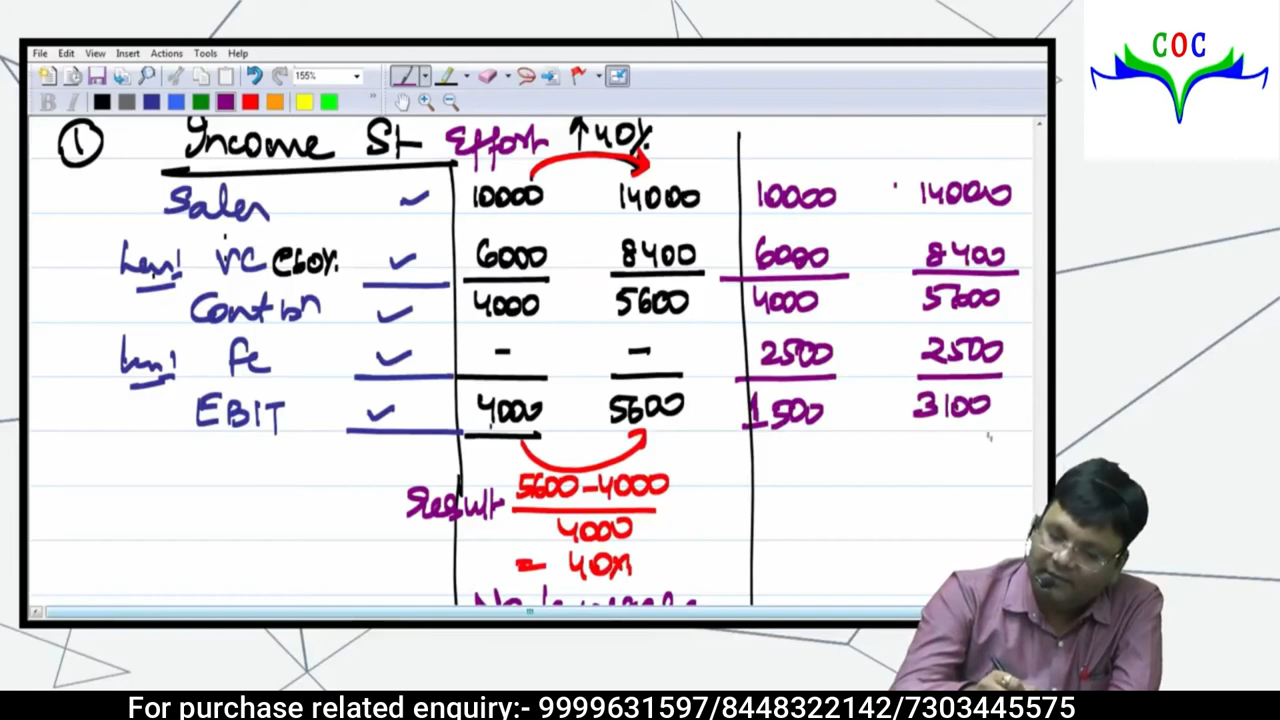 COC
File Edit View Insert Actions Tools Help
155%
B I
① Income St Effort ↑40%
Sales ✓ 10000 14000 10000 14000
Less: VC @60% ✓ 6000 8400 6000 8400
✓ 4000 5600 4000 5600
Less: FC ✓ - - 2500 2500
EBIT ✓ 4000 5600 1500 3100
Result 5600-4000
4000
= 40%
For purchase related enquiry:- 9999631597/8448322142/7303445575